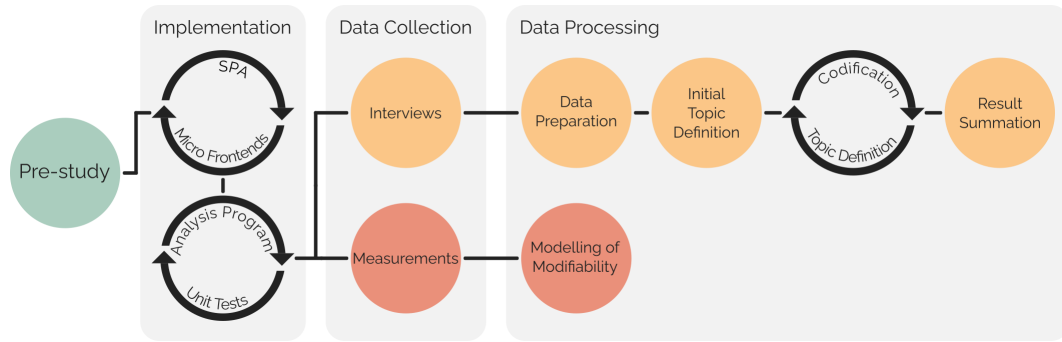 Implementation
Data Collection
Data Processing
Pre-study
SPA
Micro Frontends
Analysis Program
Unit Tests
Interviews
Measurements
Data
Preparation
Initial
Topic
Definition
Codification
Topic Definition
Result
Summation
Modelling of
Modifiability